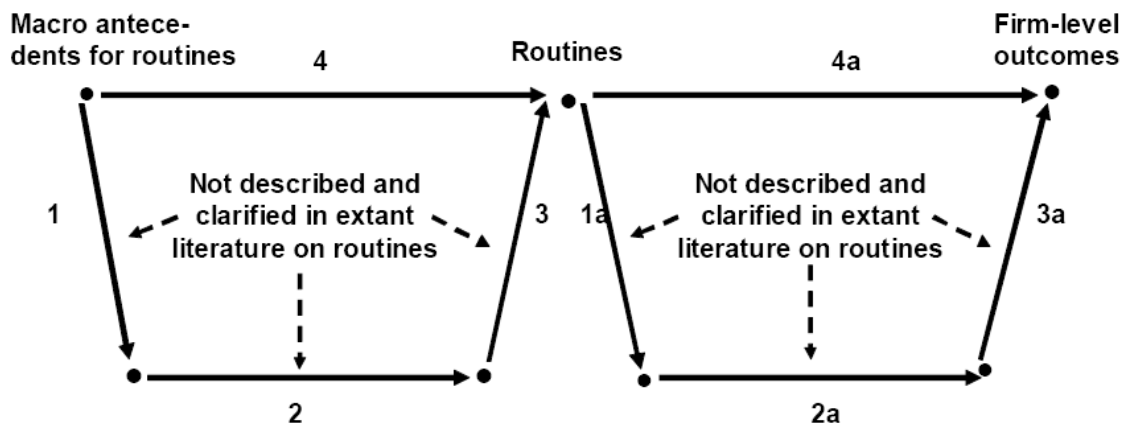 Macro antece-
dents for routines
4
Routines
4a
Firm-level
outcomes
1
Not described and
clarified in extant
literature on routines
3
1a
Not described and
clarified in extant
literature on routines
3a
2
2a